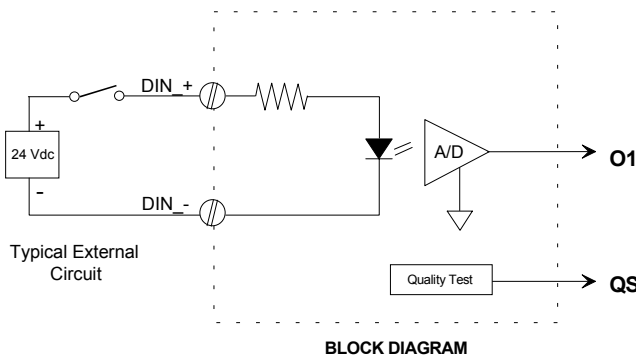 DIN_+
+
24 Vdc
-
DIN_-
A/D
O1
Typical External
Circuit
Quality Test
QS
BLOCK DIAGRAM